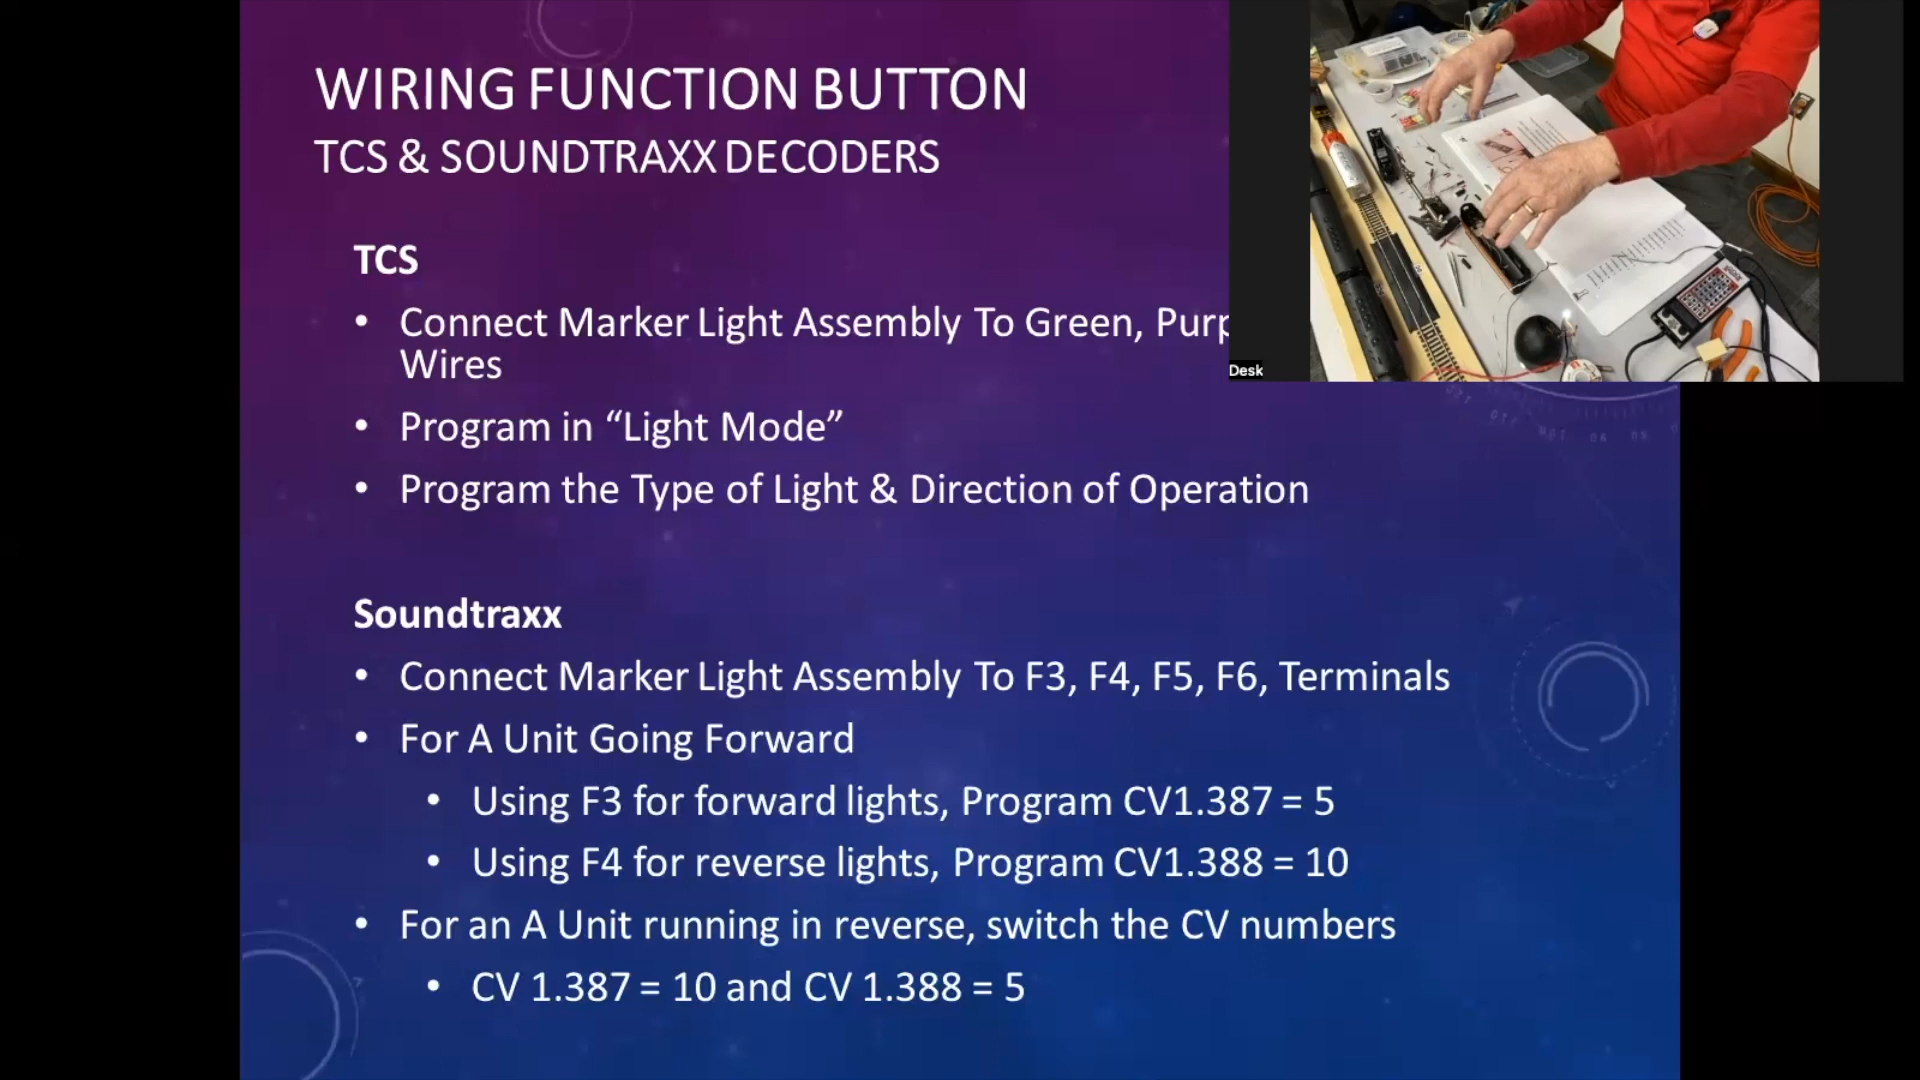 WIRING FUNCTION BUTTON
TCS & SOUNDTRAXX DECODERS
TCS
• Connect Marker Light Assembly To Green,
Wires
• Program in “Light Mode”
• Program the Type of Light & Direction of Operation
Soundtraxx
• Connect Marker Light Assembly To F3, F4, F5, F6, Terminals
• For A Unit Going Forward
• Using F3 for forward lights, Program CV1.387 = 5
• Using F4 for reverse lights, Program CV1.388 = 10
• For an A Unit running in reverse, switch the CV numbers
• CV 1.387 = 10 and CV 1.388 = 5
Desk